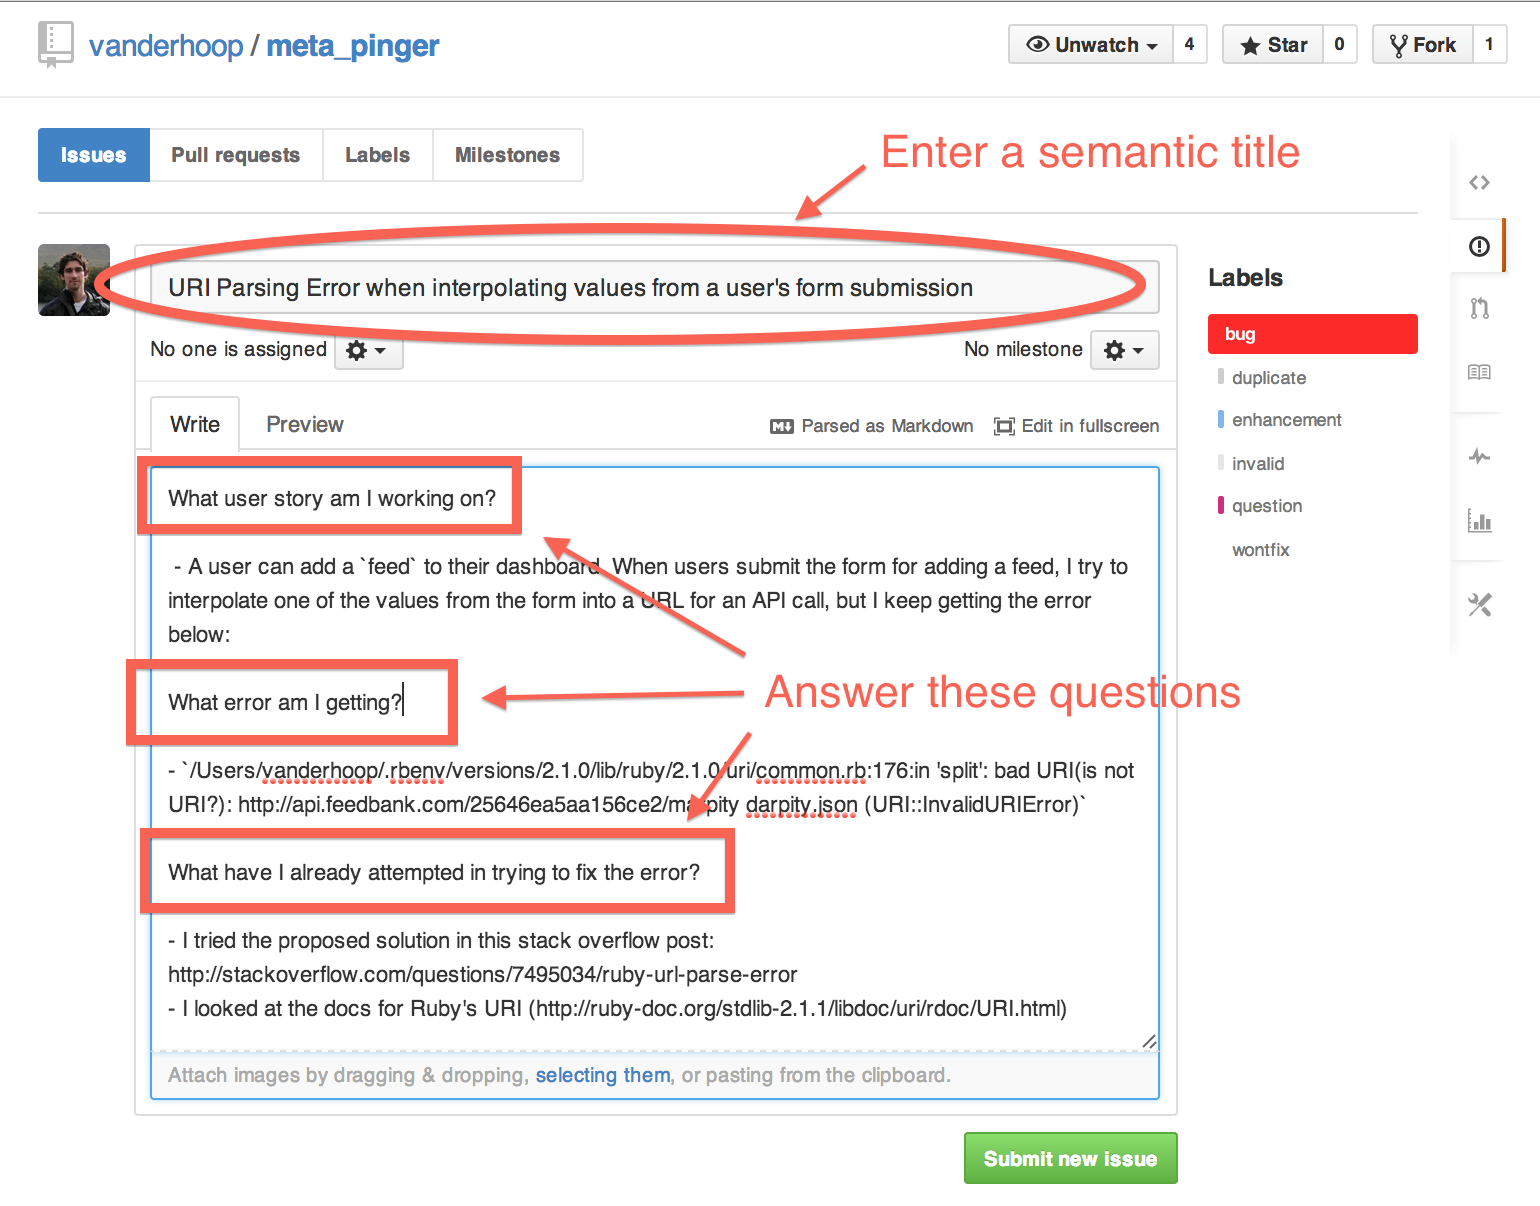 vanderhoop / meta_pinger
Unwatch 4
Star 0
Fork 1
Issues
Pull requests
Labels
Milestones
Enter a semantic title
URI Parsing Error when interpolating values from a user's form submission
No one is assigned
No milestone
Labels
bug
duplicate
enhancement
invalid
question
wontfix
Write
Preview
Parsed as Markdown
Edit in fullscreen
What user story am I working on?
- A user can add a `feed` to their dashboard. When users submit the form for adding a feed, I try to
interpolate one of the values from the form into a URL for an API call, but I keep getting the error
below:
What error am I getting?
Answer these questions
- `/Users/vanderhoop/.rbenv/versions/2.1.0/lib/ruby/2.1.0/uri/common.rb:176:in 'split': bad URI(is not
URI?): http://api.feedbank.com/25646ea5aa156ce2/marpity darpity.json (URI::InvalidURIError)`
What have I already attempted in trying to fix the error?
- I tried the proposed solution in this stack overflow post:
http://stackoverflow.com/questions/7495034/ruby-url-parse-error
- I looked at the docs for Ruby's URI (http://ruby-doc.org/stdlib-2.1.1/libdoc/uri/rdoc/URI.html)
Attach images by dragging & dropping, selecting them, or pasting from the clipboard.
Submit new issue